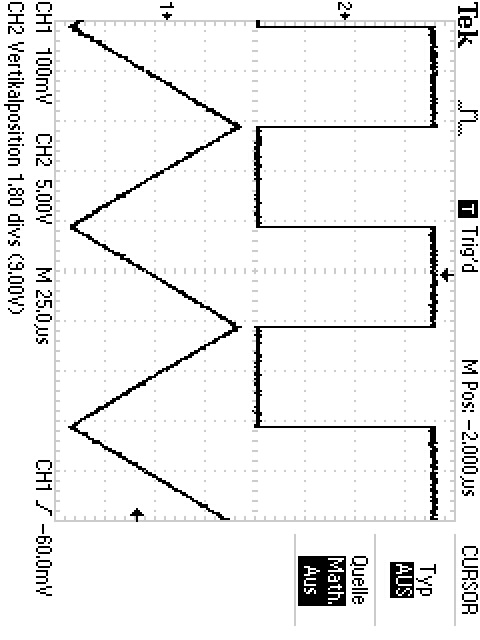 Tek
T Trig'd
M Pos: -2.000µs
CURSOR
Typ
AUS
Quelle
Math.
Aus
2
1
CH1 100mV
CH2 5.00V
M 25.0µs
CH1 / -60.0mV
CH2 Vertikalposition 1.80 divs (9.00V)